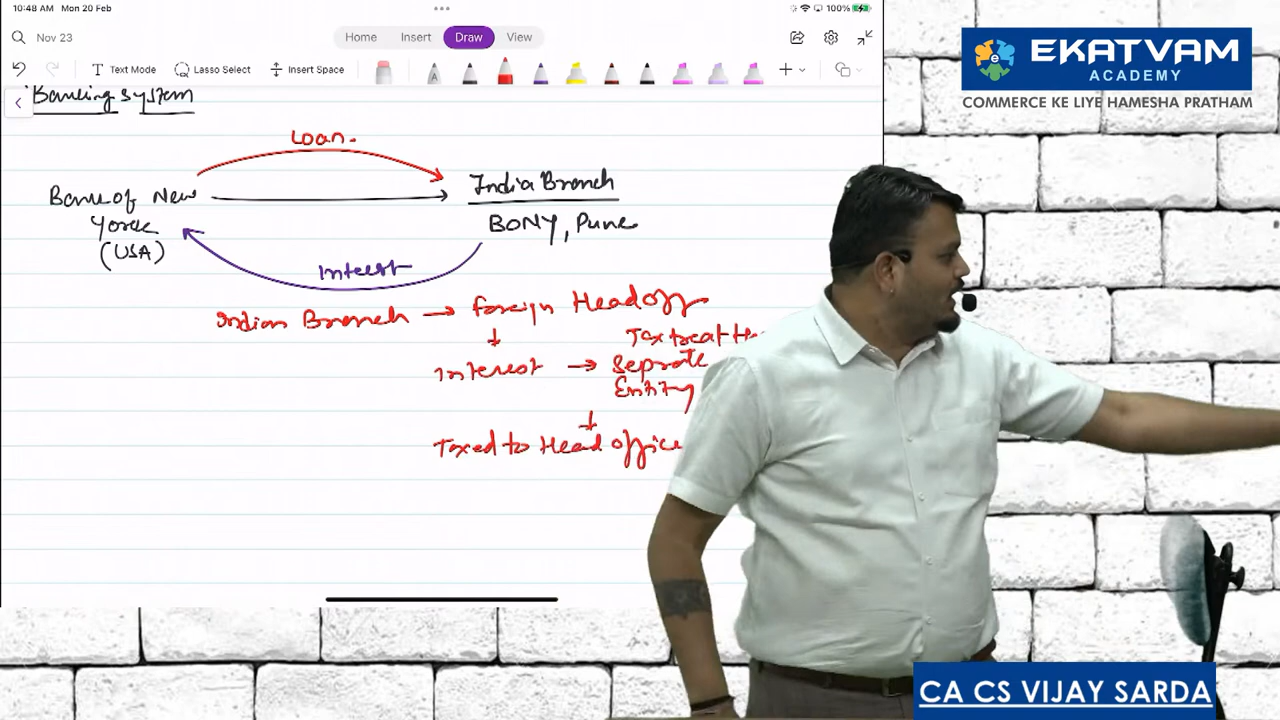 10:48 AM Mon 20 Feb
100%
Nov 23
Home Insert Draw View
Text Mode Lasso Select Insert Space
Banking System
Loan.
Bank of New York
(USA)
India Branch
BONY, Pune
Interest
Indian Branch → Foreign Head off
↓
Tax treat
Interest → Seprate
Entity
↓
Taxed to Head office
EKATVAM
ACADEMY
COMMERCE KE LIYE HAMESHA PRATHAM
CA CS VIJAY SARDA